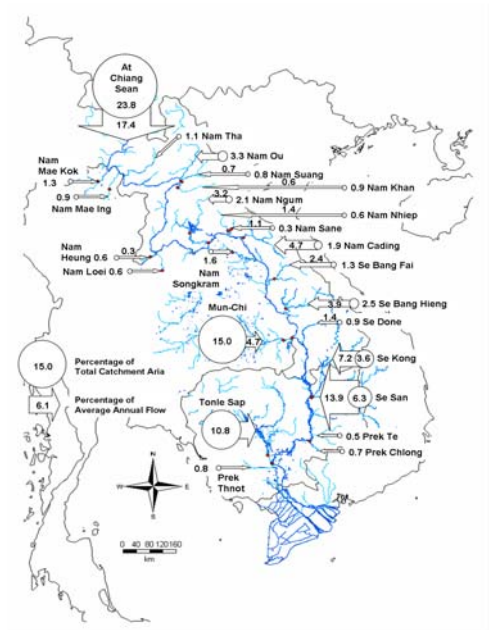 At
Chiang
Sean
23.8
17.4
1.1 Nam Tha
3.3 Nam Ou
0.7
0.8 Nam Suang
Nam
Mae Kok
1.3
0.6
0.9 Nam Khan
0.9
Nam Mae Ing
3.2
2.1 Nam Ngum
1.4
0.6 Nam Nhiep
1.1
0.3 Nam Sane
Nam
Heung 0.6
0.3
4.7
1.9 Nam Cading
2.4
1.3 Se Bang Fai
Nam Loei 0.6
1.6
Nam
Songkram
3.9
2.5 Se Bang Hieng
Mun-Chi
15.0
4.7
1.4
0.9 Se Done
7.2
3.6
Se Kong
15.0
Percentage of
Total Catchment Aria
6.1
Percentage of
Average Annual Flow
Tonle Sap
10.8
13.9
6.3
Se San
0.5 Prek Te
0.7 Prek Chlong
0.8
Prek
Thnot
N
W
E
S
0 40 80 120 160
km